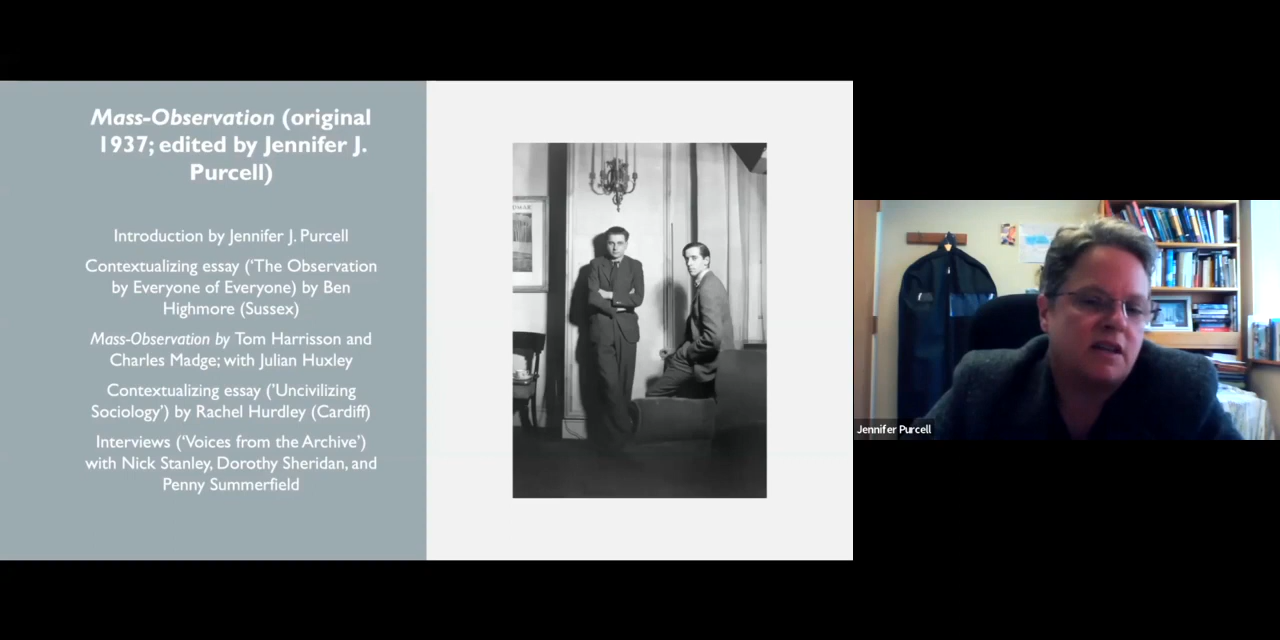 Mass-Observation (original
1937; edited by Jennifer J.
Purcell)
Introduction by Jennifer J. Purcell
Contextualizing essay (‘The Observation
by Everyone of Everyone) by Ben
Highmore (Sussex)
Mass-Observation by Tom Harrisson and
Charles Madge; with Julian Huxley
Contextualizing essay (’Uncivilizing
Sociology’) by Rachel Hurdley (Cardiff)
Interviews (‘Voices from the Archive’)
with Nick Stanley, Dorothy Sheridan, and
Penny Summerfield
Jennifer Purcell